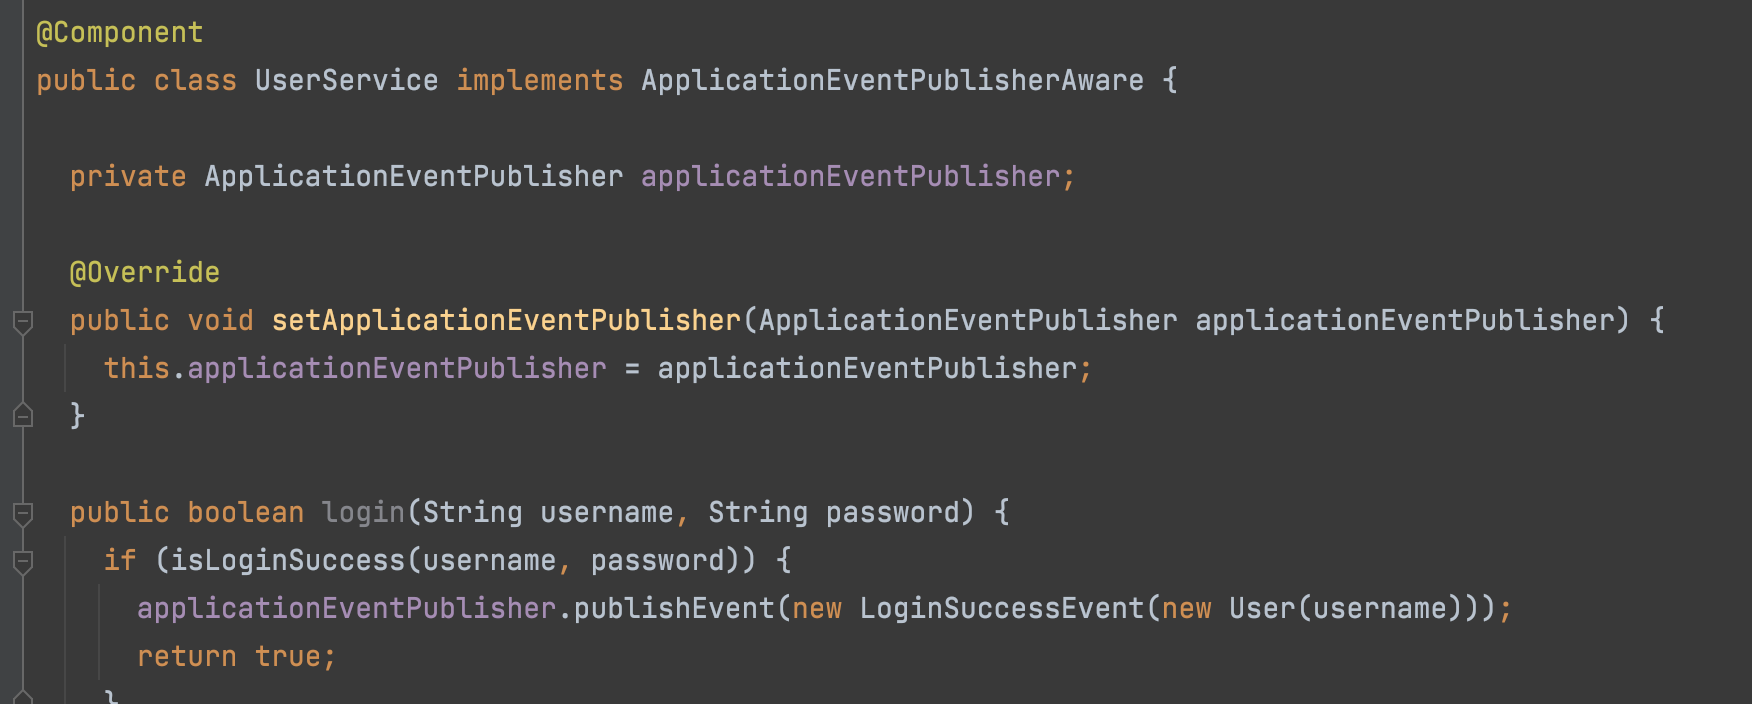 @Component
public class UserService implements ApplicationEventPublisherAware {
private ApplicationEventPublisher applicationEventPublisher;
@Override
public void setApplicationEventPublisher(ApplicationEventPublisher applicationEventPublisher) {
this.applicationEventPublisher = applicationEventPublisher;
}
public boolean login(String username, String password) {
if (isLoginSuccess(username, password)) {
applicationEventPublisher.publishEvent(new LoginSuccessEvent(new User(username)));
return true;
}